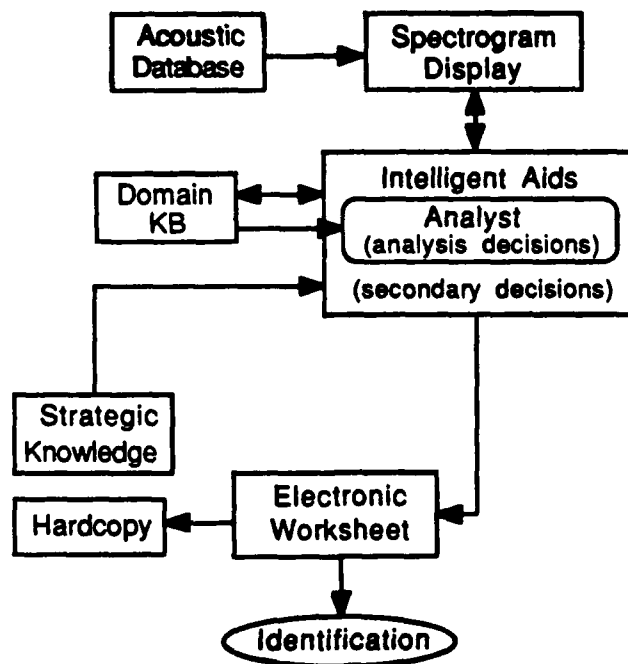 Acoustic
Database
Spectrogram
Display
Intelligent Aids
Domain
KB
Analyst
(analysis decisions)
(secondary decisions)
Strategic
Knowledge
Electronic
Worksheet
Hardcopy
Identification